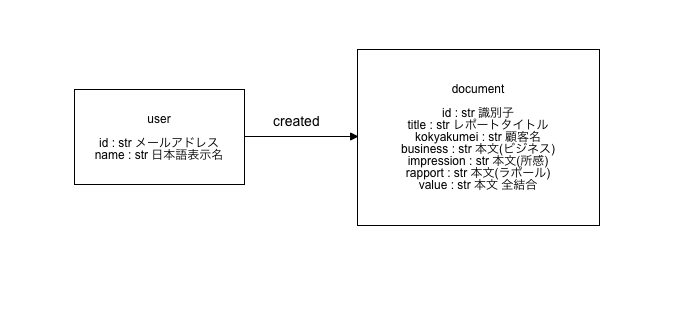 user
id : str メールアドレス
name : str 日本語表示名
created
document
id : str 識別子
title : str レポートタイトル
kokyakumei : str 顧客名
business : str 本文(ビジネス)
impression : str 本文(所感)
rapport : str 本文(ラポール)
value : str 本文 全結合